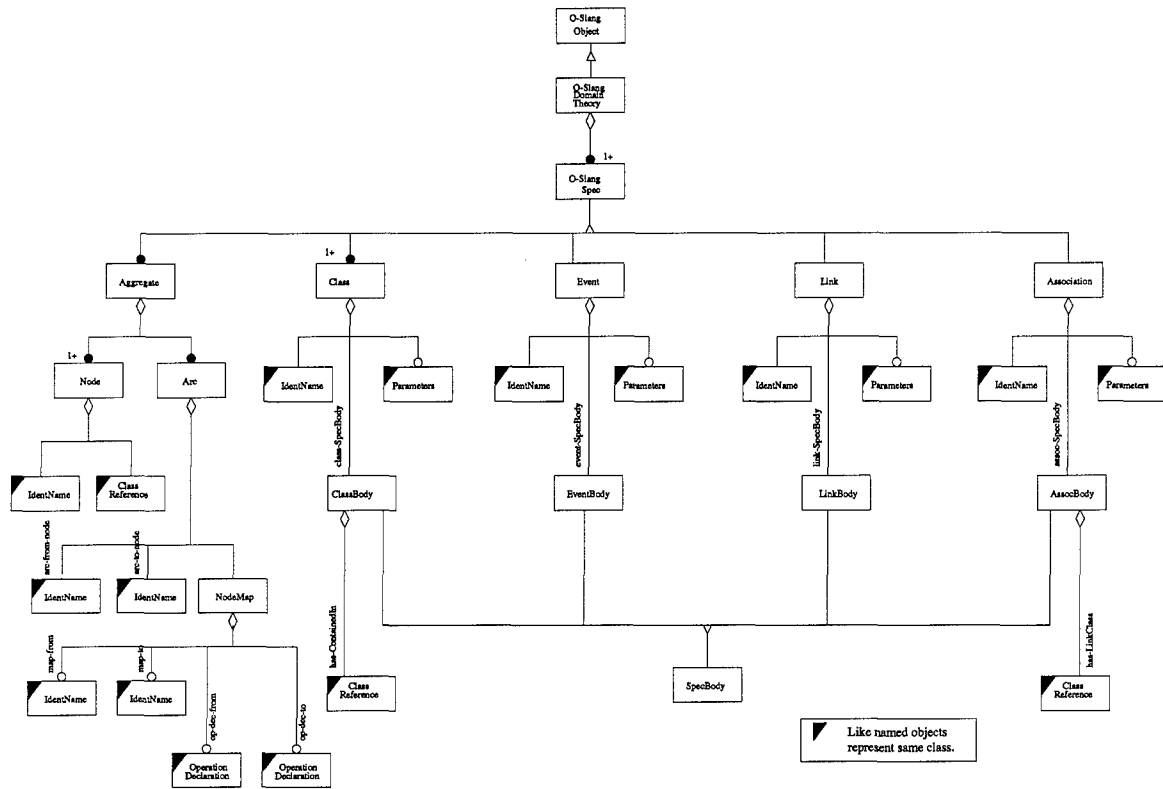 O-Slang
Object
O-Slang
Domain
Theory
1+
O-Slang
Spec
1+
Aggregate
Class
Event
Link
Association
1+
Node
Arc
IdentName
Parameters
IdentName
Parameters
IdentName
Parameters
IdentName
Parameters
class-SpecBody
event-SpecBody
link-SpecBody
assoc-SpecBody
IdentName
Class
Reference
ClassBody
EventBody
LinkBody
AssocBody
arc-from-node
arc-to-node
IdentName
IdentName
NodeMap
has-ContainedIn
has-LinkClass
map-from
map-to
IdentName
IdentName
Class
Reference
SpecBody
Class
Reference
op-dec-from
op-dec-to
Operation
Declaration
Operation
Declaration
Like named objects
represent same class.